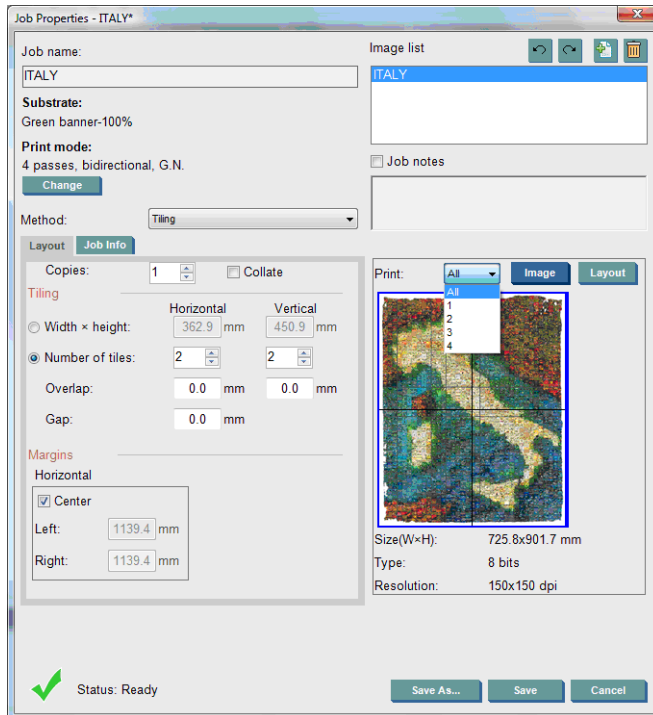 Job Properties - ITALY*
Job name:
ITALY
Substrate:
Green banner-100%
Print mode:
4 passes, bidirectional, G.N.
Change
Method: Tiling
Image list
ITALY
Job notes
Layout Job Info
Copies: 1 Collate
Tiling
Horizontal Vertical
Width × height: 362.9 mm 450.9 mm
Number of tiles: 2 2
Overlap: 0.0 mm 0.0 mm
Gap: 0.0 mm
Margins
Horizontal
Center
Left: 1139.4 mm
Right: 1139.4 mm
Print: All Image Layout
All
1
2
3
4
Size(W×H): 725.8x901.7 mm
Type: 8 bits
Resolution: 150x150 dpi
Status: Ready
Save As... Save Cancel